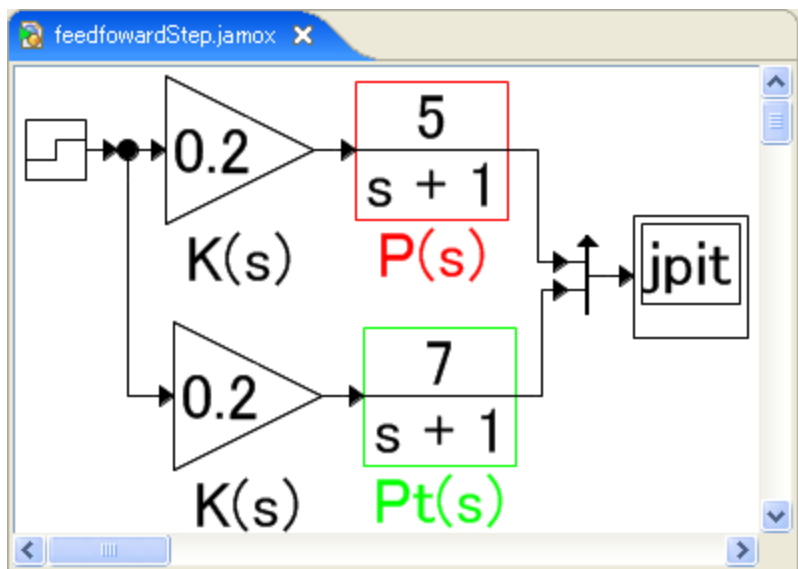 feedfowardStep.jamox
0.2
5
s + 1
K(s)
P(s)
jpit
0.2
7
s + 1
K(s)
Pt(s)